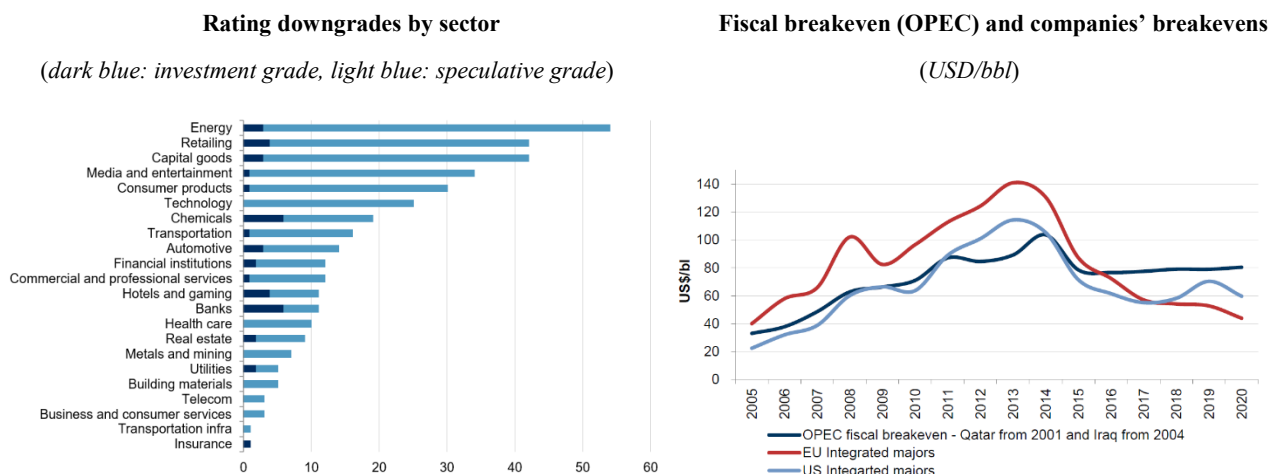 Rating downgrades by sector
(dark blue: investment grade, light blue: speculative grade)
Energy
Retailing
Capital goods
Media and entertainment
Consumer products
Technology
Chemicals
Transportation
Automotive
Financial institutions
Commercial and professional services
Hotels and gaming
Banks
Health care
Real estate
Metals and mining
Utilities
Building materials
Telecom
Business and consumer services
Transportation infra
Insurance
0 10 20 30 40 50 60
Fiscal breakeven (OPEC) and companies’ breakevens
(USD/bbl)
US$/bl
140
120
100
80
60
40
20
0
2005 2006 2007 2008 2009 2010 2011 2012 2013 2014 2015 2016 2017 2018 2019 2020
OPEC fiscal breakeven - Qatar from 2001 and Iraq from 2004
EU Integrated majors
US Integarted majors